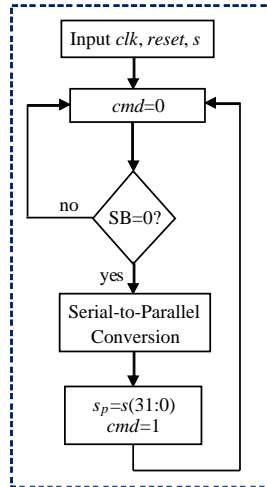 Input clk, reset, s
cmd=0
no
SB=0?
yes
Serial-to-Parallel
Conversion
sp=s(31:0)
cmd=1